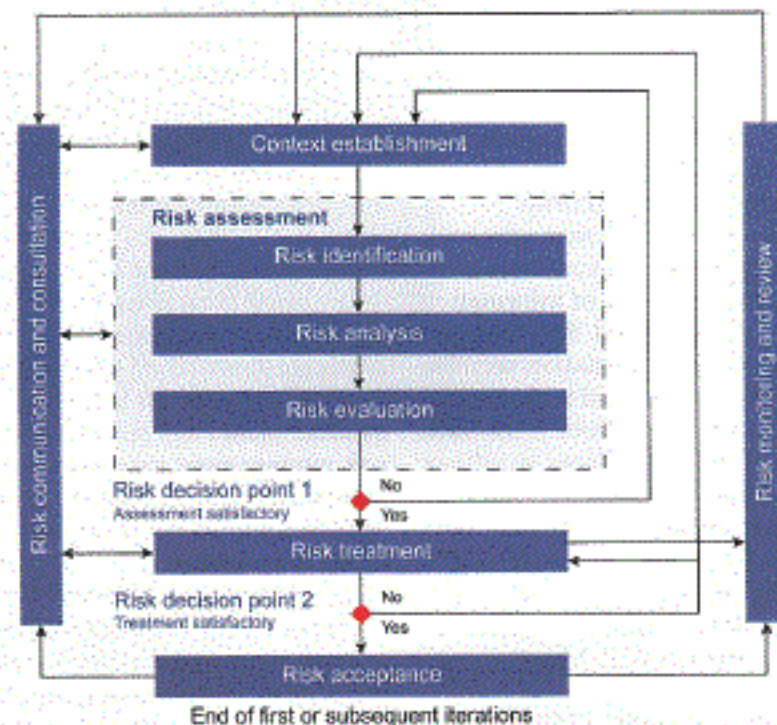 Context establishment
Risk communication and consultation
Risk assessment
Risk identification
Risk analysis
Risk evaluation
Risk monitoring and review
Risk decision point 1
Assessment satisfactory
No
Yes
Risk treatment
Risk decision point 2
Treatment satisfactory
No
Yes
Risk acceptance
End of first or subsequent iterations